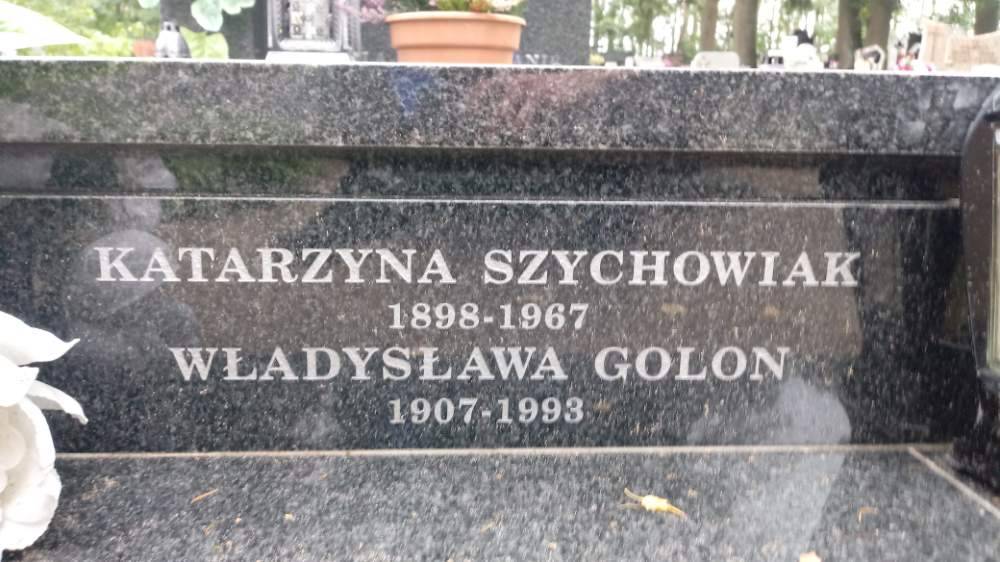 KATARZYNA SZYCHOWIAK
1898-1967
WŁADYSŁAWA GOLON
1907-1993